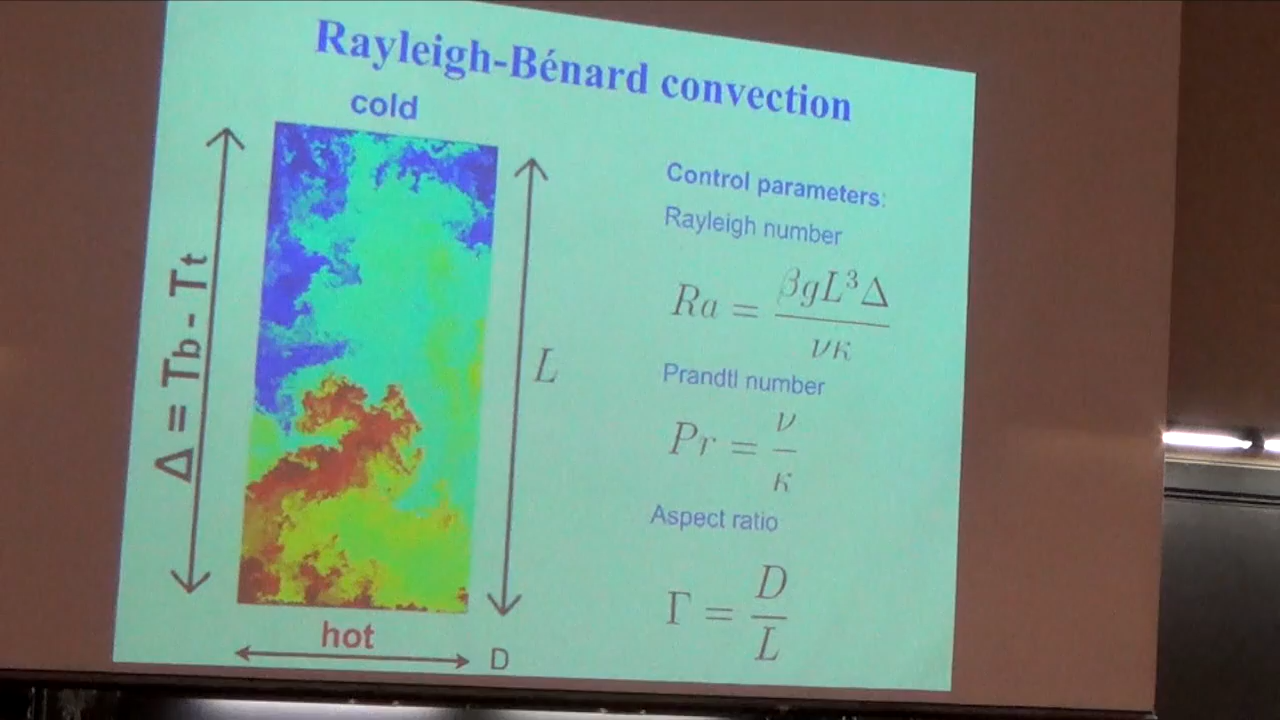 Rayleigh-Bénard convection
cold
Δ = Tb - Tt
L
hot
D
Control parameters:
Rayleigh number
Ra = βgL³Δ / νκ
Prandtl number
Pr = ν / κ
Aspect ratio
Γ = D / L